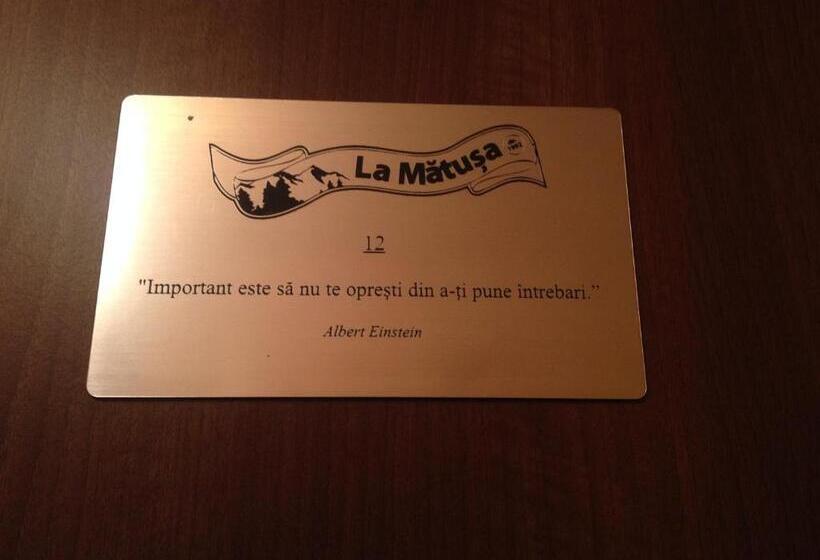 La Mătușa
12
"Important este să nu te oprești din a-ți pune întrebari.”
Albert Einstein